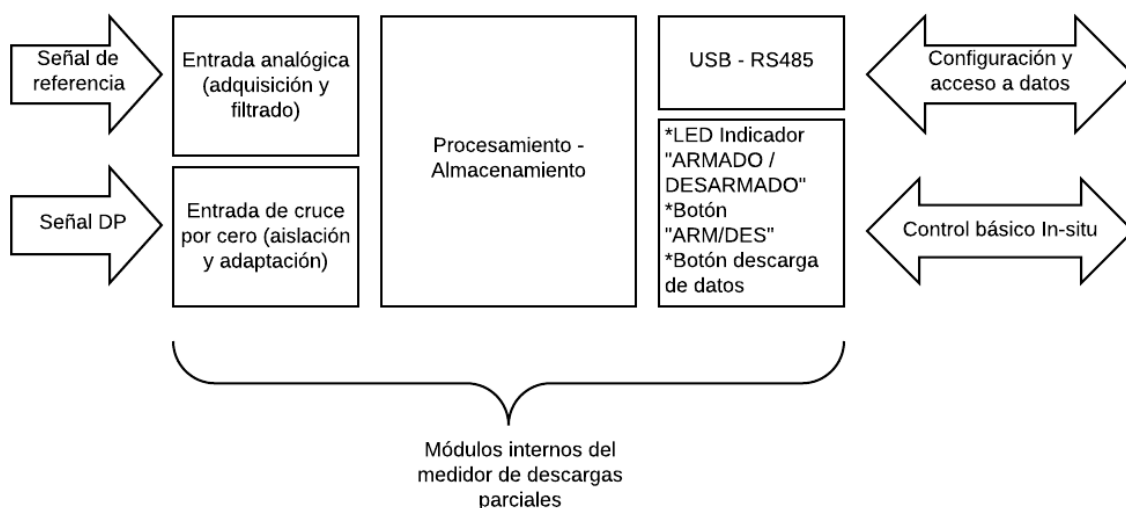 Señal de
referencia
Entrada analógica
(adquisición y
filtrado)
Señal DP
Entrada de cruce
por cero (aislación
y adaptación)
Procesamiento -
Almacenamiento
USB - RS485
*LED Indicador
"ARMADO /
DESARMADO"
*Botón
"ARM/DES"
*Botón descarga
de datos
Configuración y
acceso a datos
Control básico In-situ
Módulos internos del
medidor de descargas
parciales